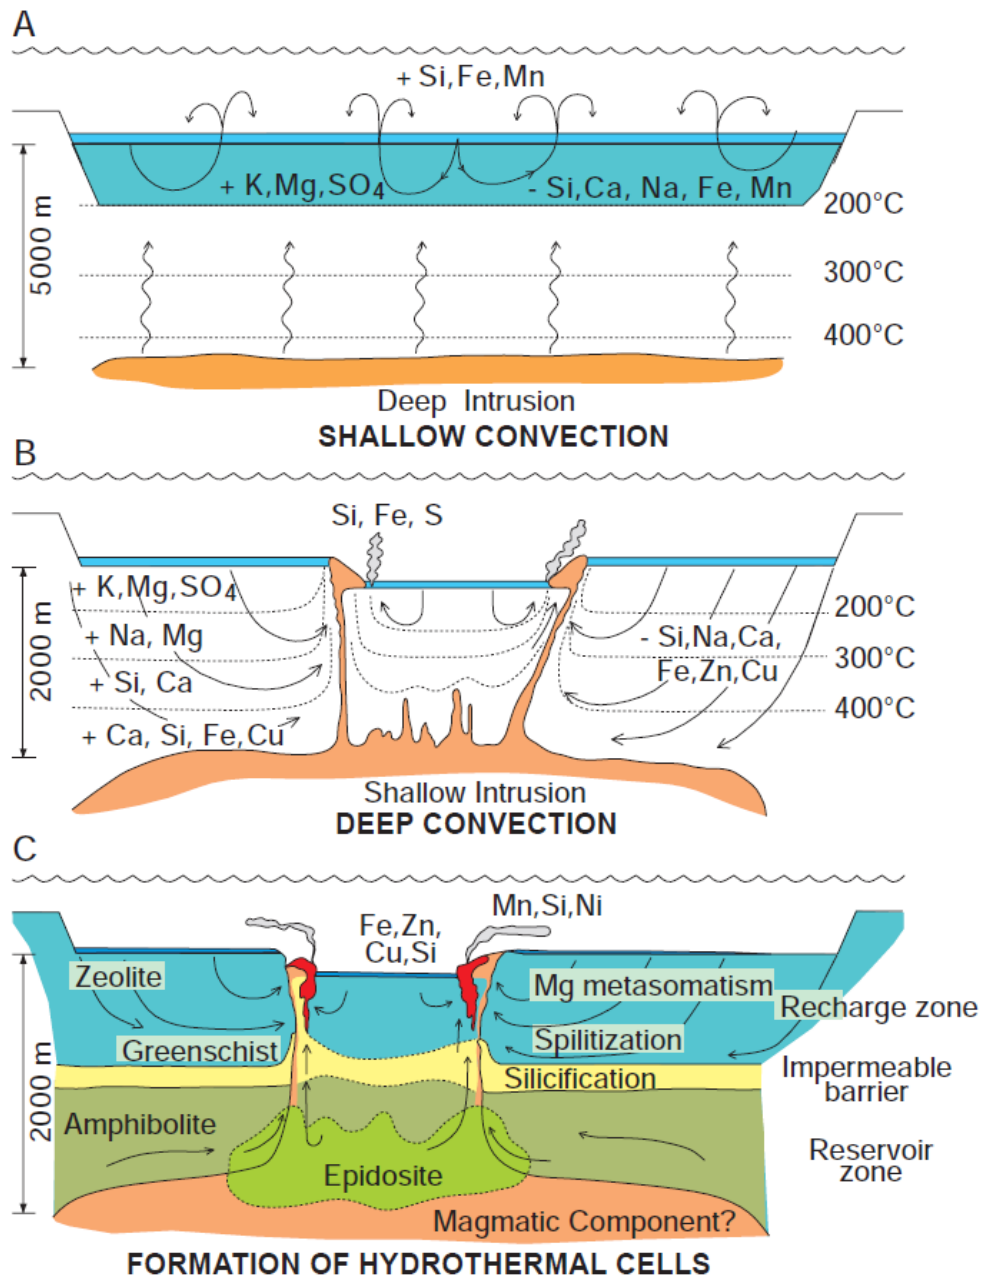 A
+ Si,Fe,Mn
+ K,Mg,SO4
- Si,Ca, Na, Fe, Mn
200°C
300°C
400°C
5000 m
Deep Intrusion
SHALLOW CONVECTION
B
Si, Fe, S
+ K,Mg,SO4
+ Na, Mg
+ Si, Ca
+ Ca, Si, Fe,Cu
- Si,Na,Ca,
Fe,Zn,Cu
200°C
300°C
400°C
2000 m
Shallow Intrusion
DEEP CONVECTION
C
Fe,Zn,
Cu,Si
Mn,Si,Ni
Zeolite
Mg metasomatism
Recharge zone
Greenschist
Spilitization
Silicification
Impermeable
barrier
Amphibolite
Reservoir
zone
2000 m
Epidosite
Magmatic Component?
FORMATION OF HYDROTHERMAL CELLS